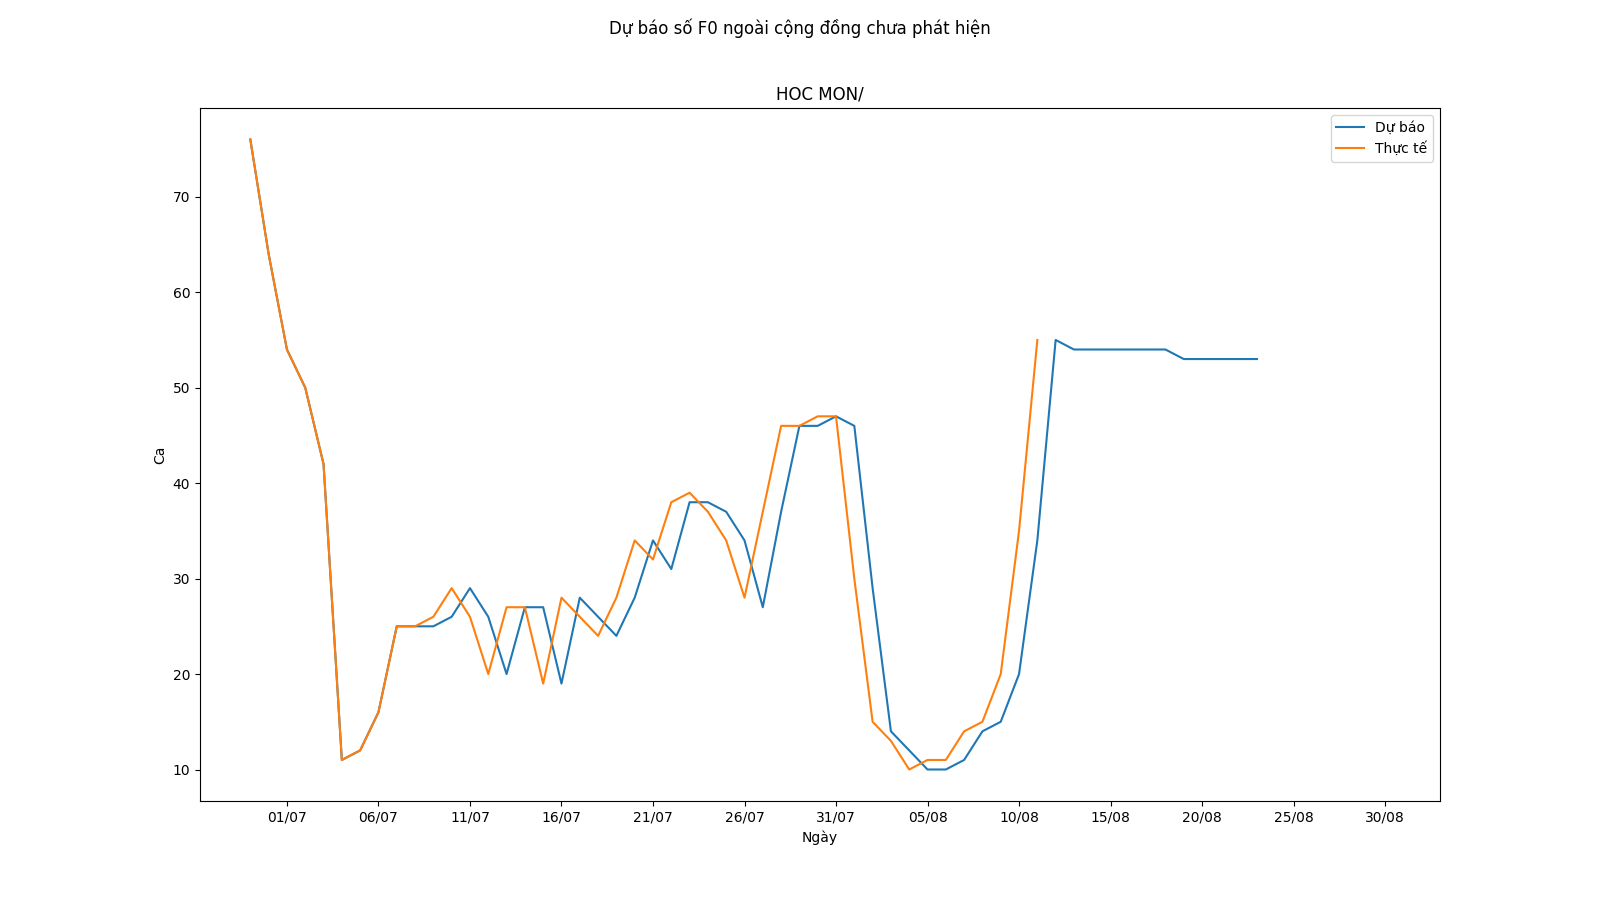 Dự báo số F0 ngoài cộng đồng chưa phát hiện
HOC MON/
Dự báo
Thực tế
70
60
50
40
30
20
10
Ca
01/07 06/07 11/07 16/07 21/07 26/07 31/07 05/08 10/08 15/08 20/08 25/08 30/08
Ngày